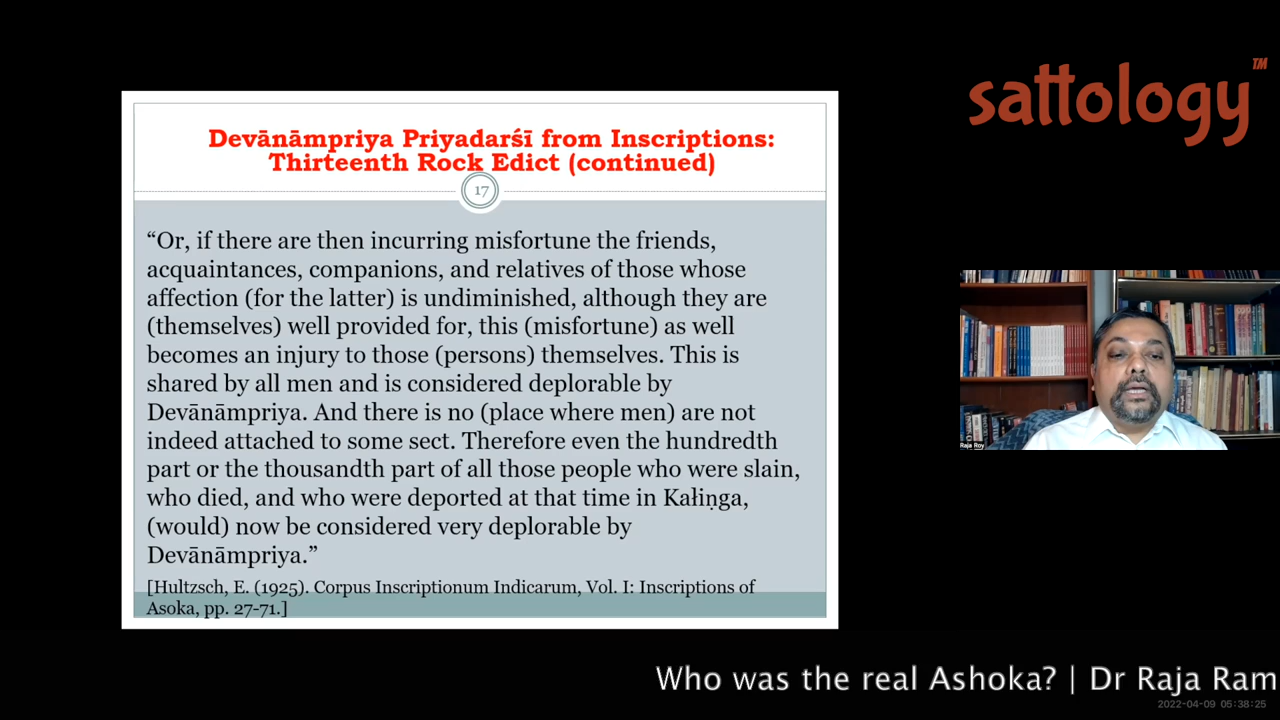 sattology™
Devānāmpriya Priyadarśī from Inscriptions:
Thirteenth Rock Edict (continued)
17
“Or, if there are then incurring misfortune the friends,
acquaintances, companions, and relatives of those whose
affection (for the latter) is undiminished, although they are
(themselves) well provided for, this (misfortune) as well
becomes an injury to those (persons) themselves. This is
shared by all men and is considered deplorable by
Devānāmpriya. And there is no (place where men) are not
indeed attached to some sect. Therefore even the hundredth
part or the thousandth part of all those people who were slain,
who died, and who were deported at that time in Kałiṇga,
(would) now be considered very deplorable by
Devānāmpriya.”
[Hultzsch, E. (1925). Corpus Inscriptionum Indicarum, Vol. I: Inscriptions of
Asoka, pp. 27-71.]
Raja Roy
Who was the real Ashoka? | Dr Raja Ram
2022-04-09 05:38:25